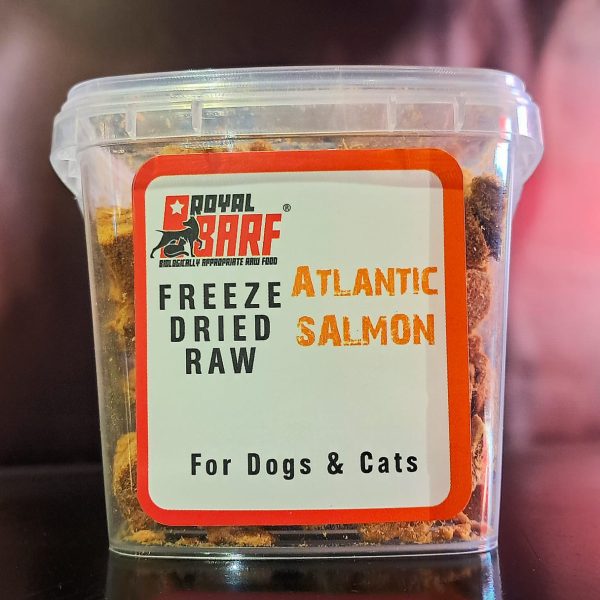 ROYAL
BARF®
BIOLOGICALLY APPROPRIATE RAW FOOD
FREEZE
DRIED
RAW
ATLANTIC
SALMON
For Dogs & Cats